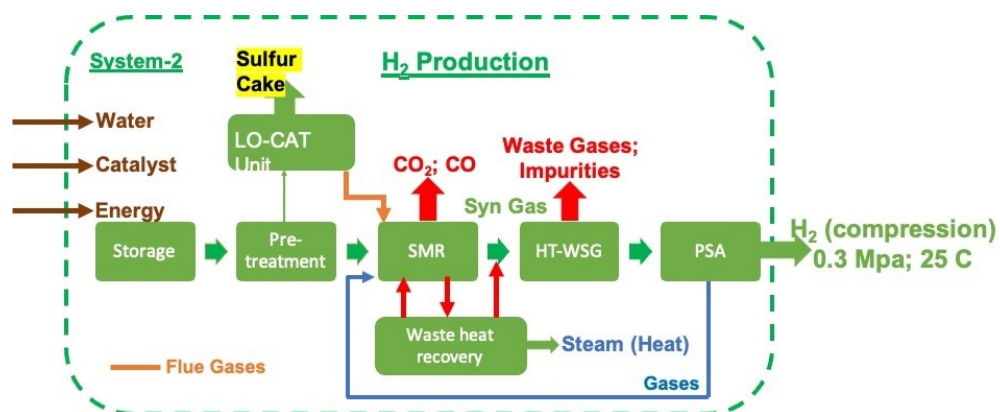 System-2
Sulfur
Cake
H₂ Production
Water
Catalyst
Energy
LO-CAT
Unit
CO₂; CO
Waste Gases;
Impurities
Syn Gas
Storage
Pre-
treatment
SMR
HT-WSG
PSA
H₂ (compression)
0.3 Mpa; 25 C
Waste heat
recovery
Steam (Heat)
Flue Gases
Gases